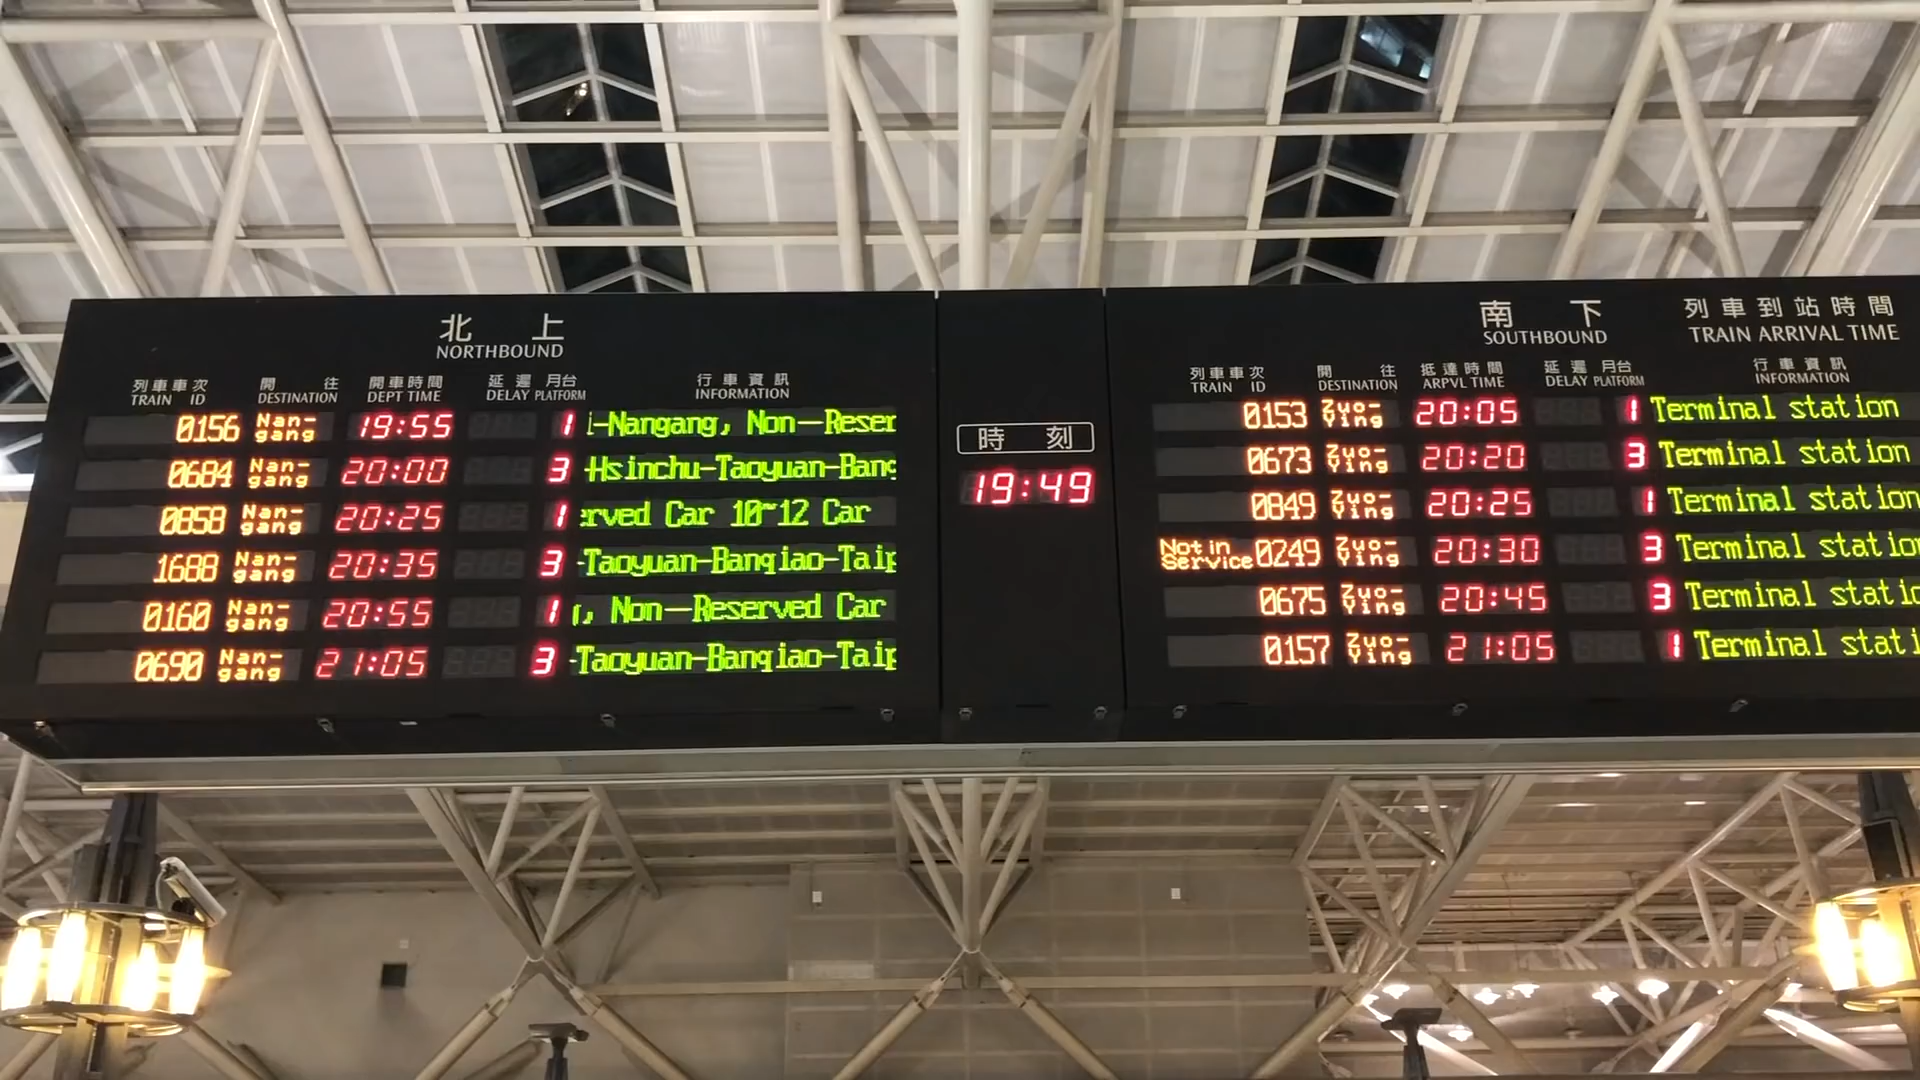 北 上
NORTHBOUND
列車車次 開 往 開車時間 延遲 月台 行車資訊
TRAIN ID DESTINATION DEPT TIME DELAY PLATFORM INFORMATION
0156 Nan-gang 19:55 1 i-Nangang, Non-Reser
0684 Nan-gang 20:00 3 -Hsinchu-Taoyuan-Banq
0858 Nan-gang 20:25 1 erved Car 10~12 Car
1688 Nan-gang 20:35 3 -Taoyuan-Banqiao-Taip
0160 Nan-gang 20:55 1 , Non-Reserved Car
0690 Nan-gang 21:05 3 -Taoyuan-Banqiao-Taip
時 刻
19:49
南 下
SOUTHBOUND
列車到站時間
TRAIN ARRIVAL TIME
列車車次 開 往 抵達時間 延遲 月台 行車資訊
TRAIN ID DESTINATION ARPVL TIME DELAY PLATFORM INFORMATION
0153 Zuo-Ying 20:05 1 Terminal station
0673 Zuo-Ying 20:20 3 Terminal station
0849 Zuo-Ying 20:25 1 Terminal station
Not in Service 0249 Zuo-Ying 20:30 3 Terminal station
0675 Zuo-Ying 20:45 3 Terminal static
0157 Zuo-Ying 21:05 1 Terminal stati